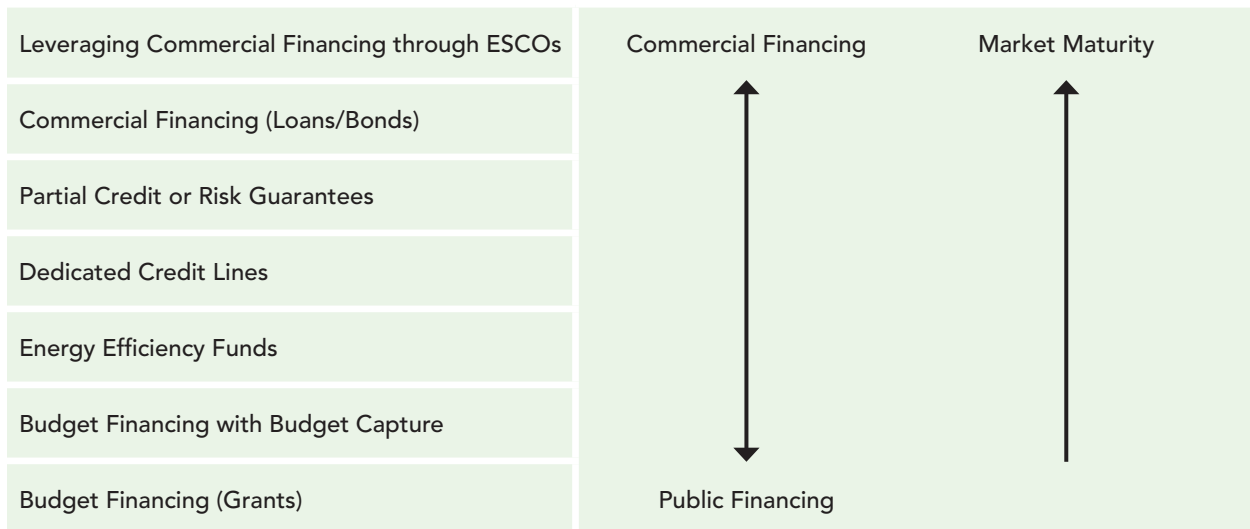 Leveraging Commercial Financing through ESCOs
Commercial Financing (Loans/Bonds)
Partial Credit or Risk Guarantees
Dedicated Credit Lines
Energy Efficiency Funds
Budget Financing with Budget Capture
Budget Financing (Grants)
Commercial Financing
Public Financing
Market Maturity